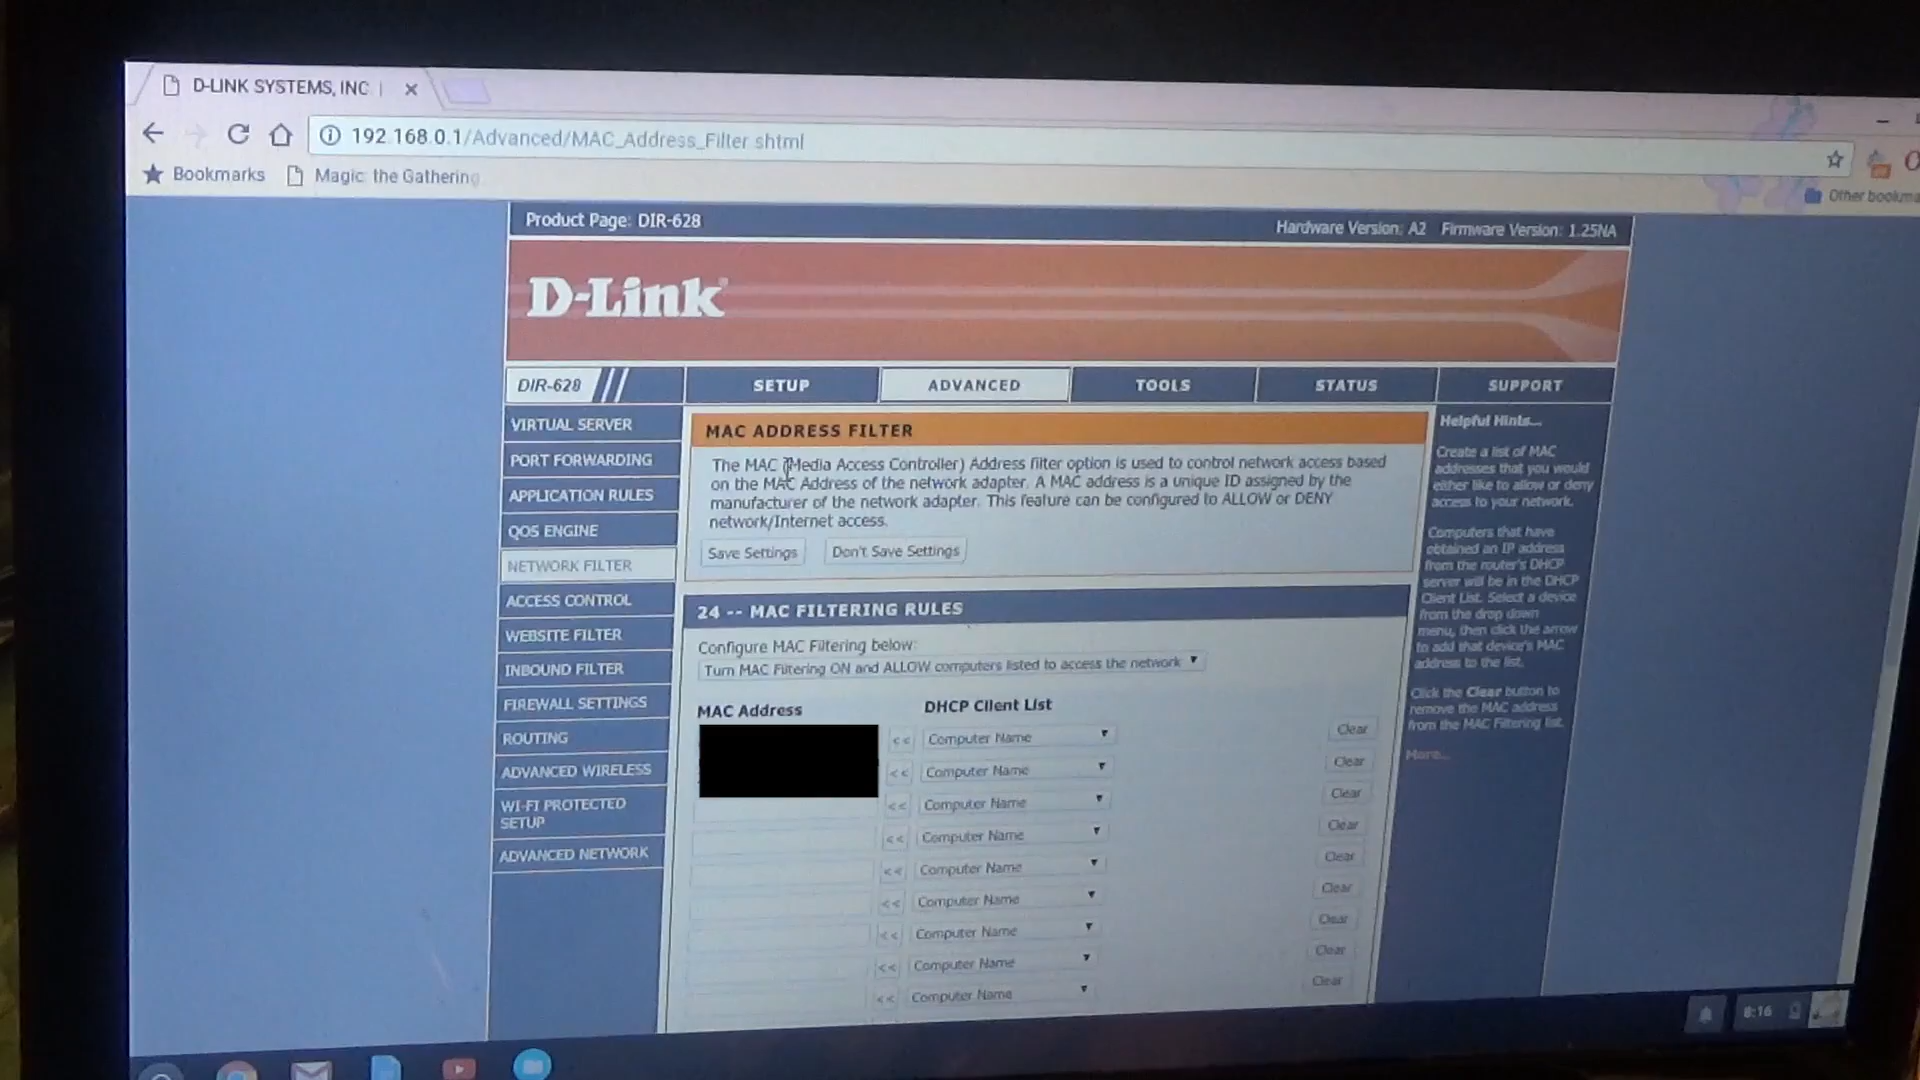 D-LINK SYSTEMS, INC
192.168.0.1/Advanced/MAC_Address_Filter shtml
Bookmarks
Magic: the Gathering
Other bookma
Product Page: DIR-628
Hardware Version: A2 Firmware Version: 1.25NA
D-Link
DIR-628
SETUP
ADVANCED
TOOLS
STATUS
SUPPORT
VIRTUAL SERVER
PORT FORWARDING
APPLICATION RULES
QOS ENGINE
NETWORK FILTER
ACCESS CONTROL
WEBSITE FILTER
INBOUND FILTER
FIREWALL SETTINGS
ROUTING
ADVANCED WIRELESS
WI-FI PROTECTED
SETUP
ADVANCED NETWORK
MAC ADDRESS FILTER
The MAC (Media Access Controller) Address filter option is used to control network access based
on the MAC Address of the network adapter. A MAC address is a unique ID assigned by the
manufacturer of the network adapter. This feature can be configured to ALLOW or DENY
network/Internet access.
Save Settings
Don't Save Settings
24 -- MAC FILTERING RULES
Configure MAC Filtering below:
Turn MAC Filtering ON and ALLOW computers listed to access the network
MAC Address
DHCP Client List
<< Computer Name Clear
<< Computer Name Clear
<< Computer Name Clear
<< Computer Name Clear
<< Computer Name Clear
<< Computer Name Clear
<< Computer Name Clear
<< Computer Name Clear
<< Computer Name Clear
Helpful Hints...
Create a list of MAC
addresses that you would
either like to allow or deny
access to your network.
Computers that have
obtained an IP address
from the router's DHCP
server will be in the DHCP
Client List. Select a device
from the drop down
menu, then click the arrow
to add that device's MAC
address to the list.
Click the Clear button to
remove the MAC address
from the MAC Filtering list.
More...
8:16